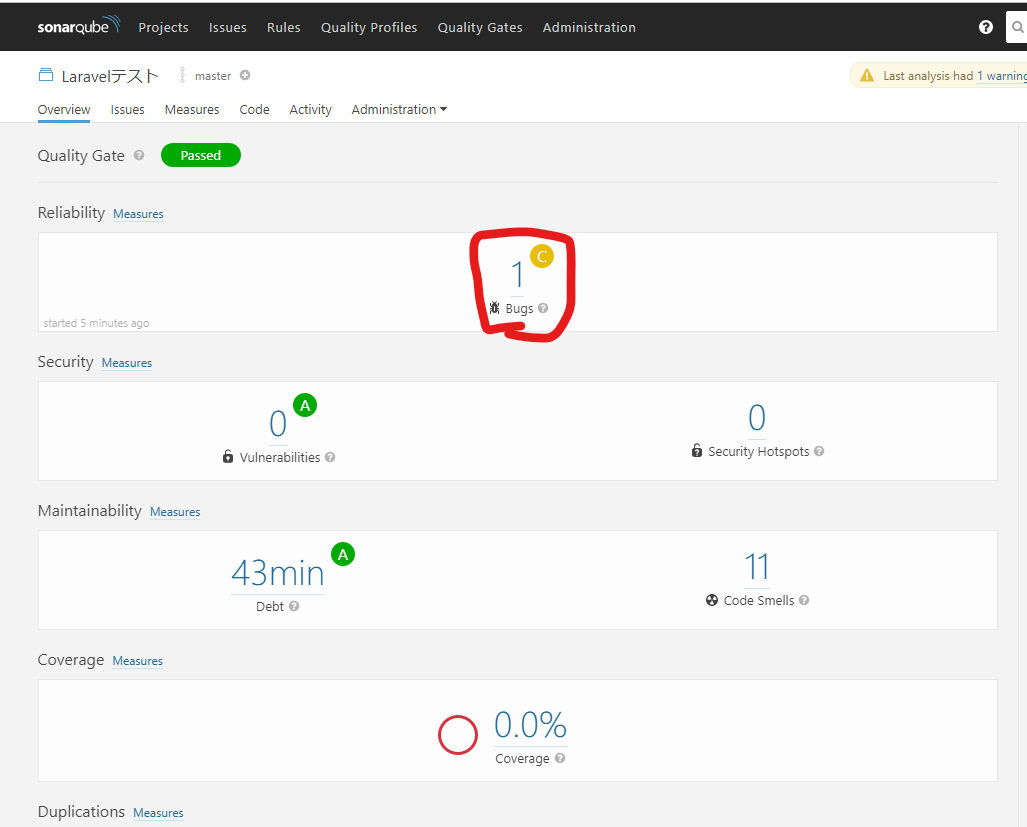 sonarqube Projects Issues Rules Quality Profiles Quality Gates Administration ?
Laravelテスト master Last analysis had 1 warning
Overview Issues Measures Code Activity Administration
Quality Gate ? Passed
Reliability Measures
1 C
Bugs ?
started 5 minutes ago
Security Measures
0 A
Vulnerabilities ?
0
Security Hotspots ?
Maintainability Measures
43min A
Debt ?
11
Code Smells ?
Coverage Measures
0.0%
Coverage ?
Duplications Measures